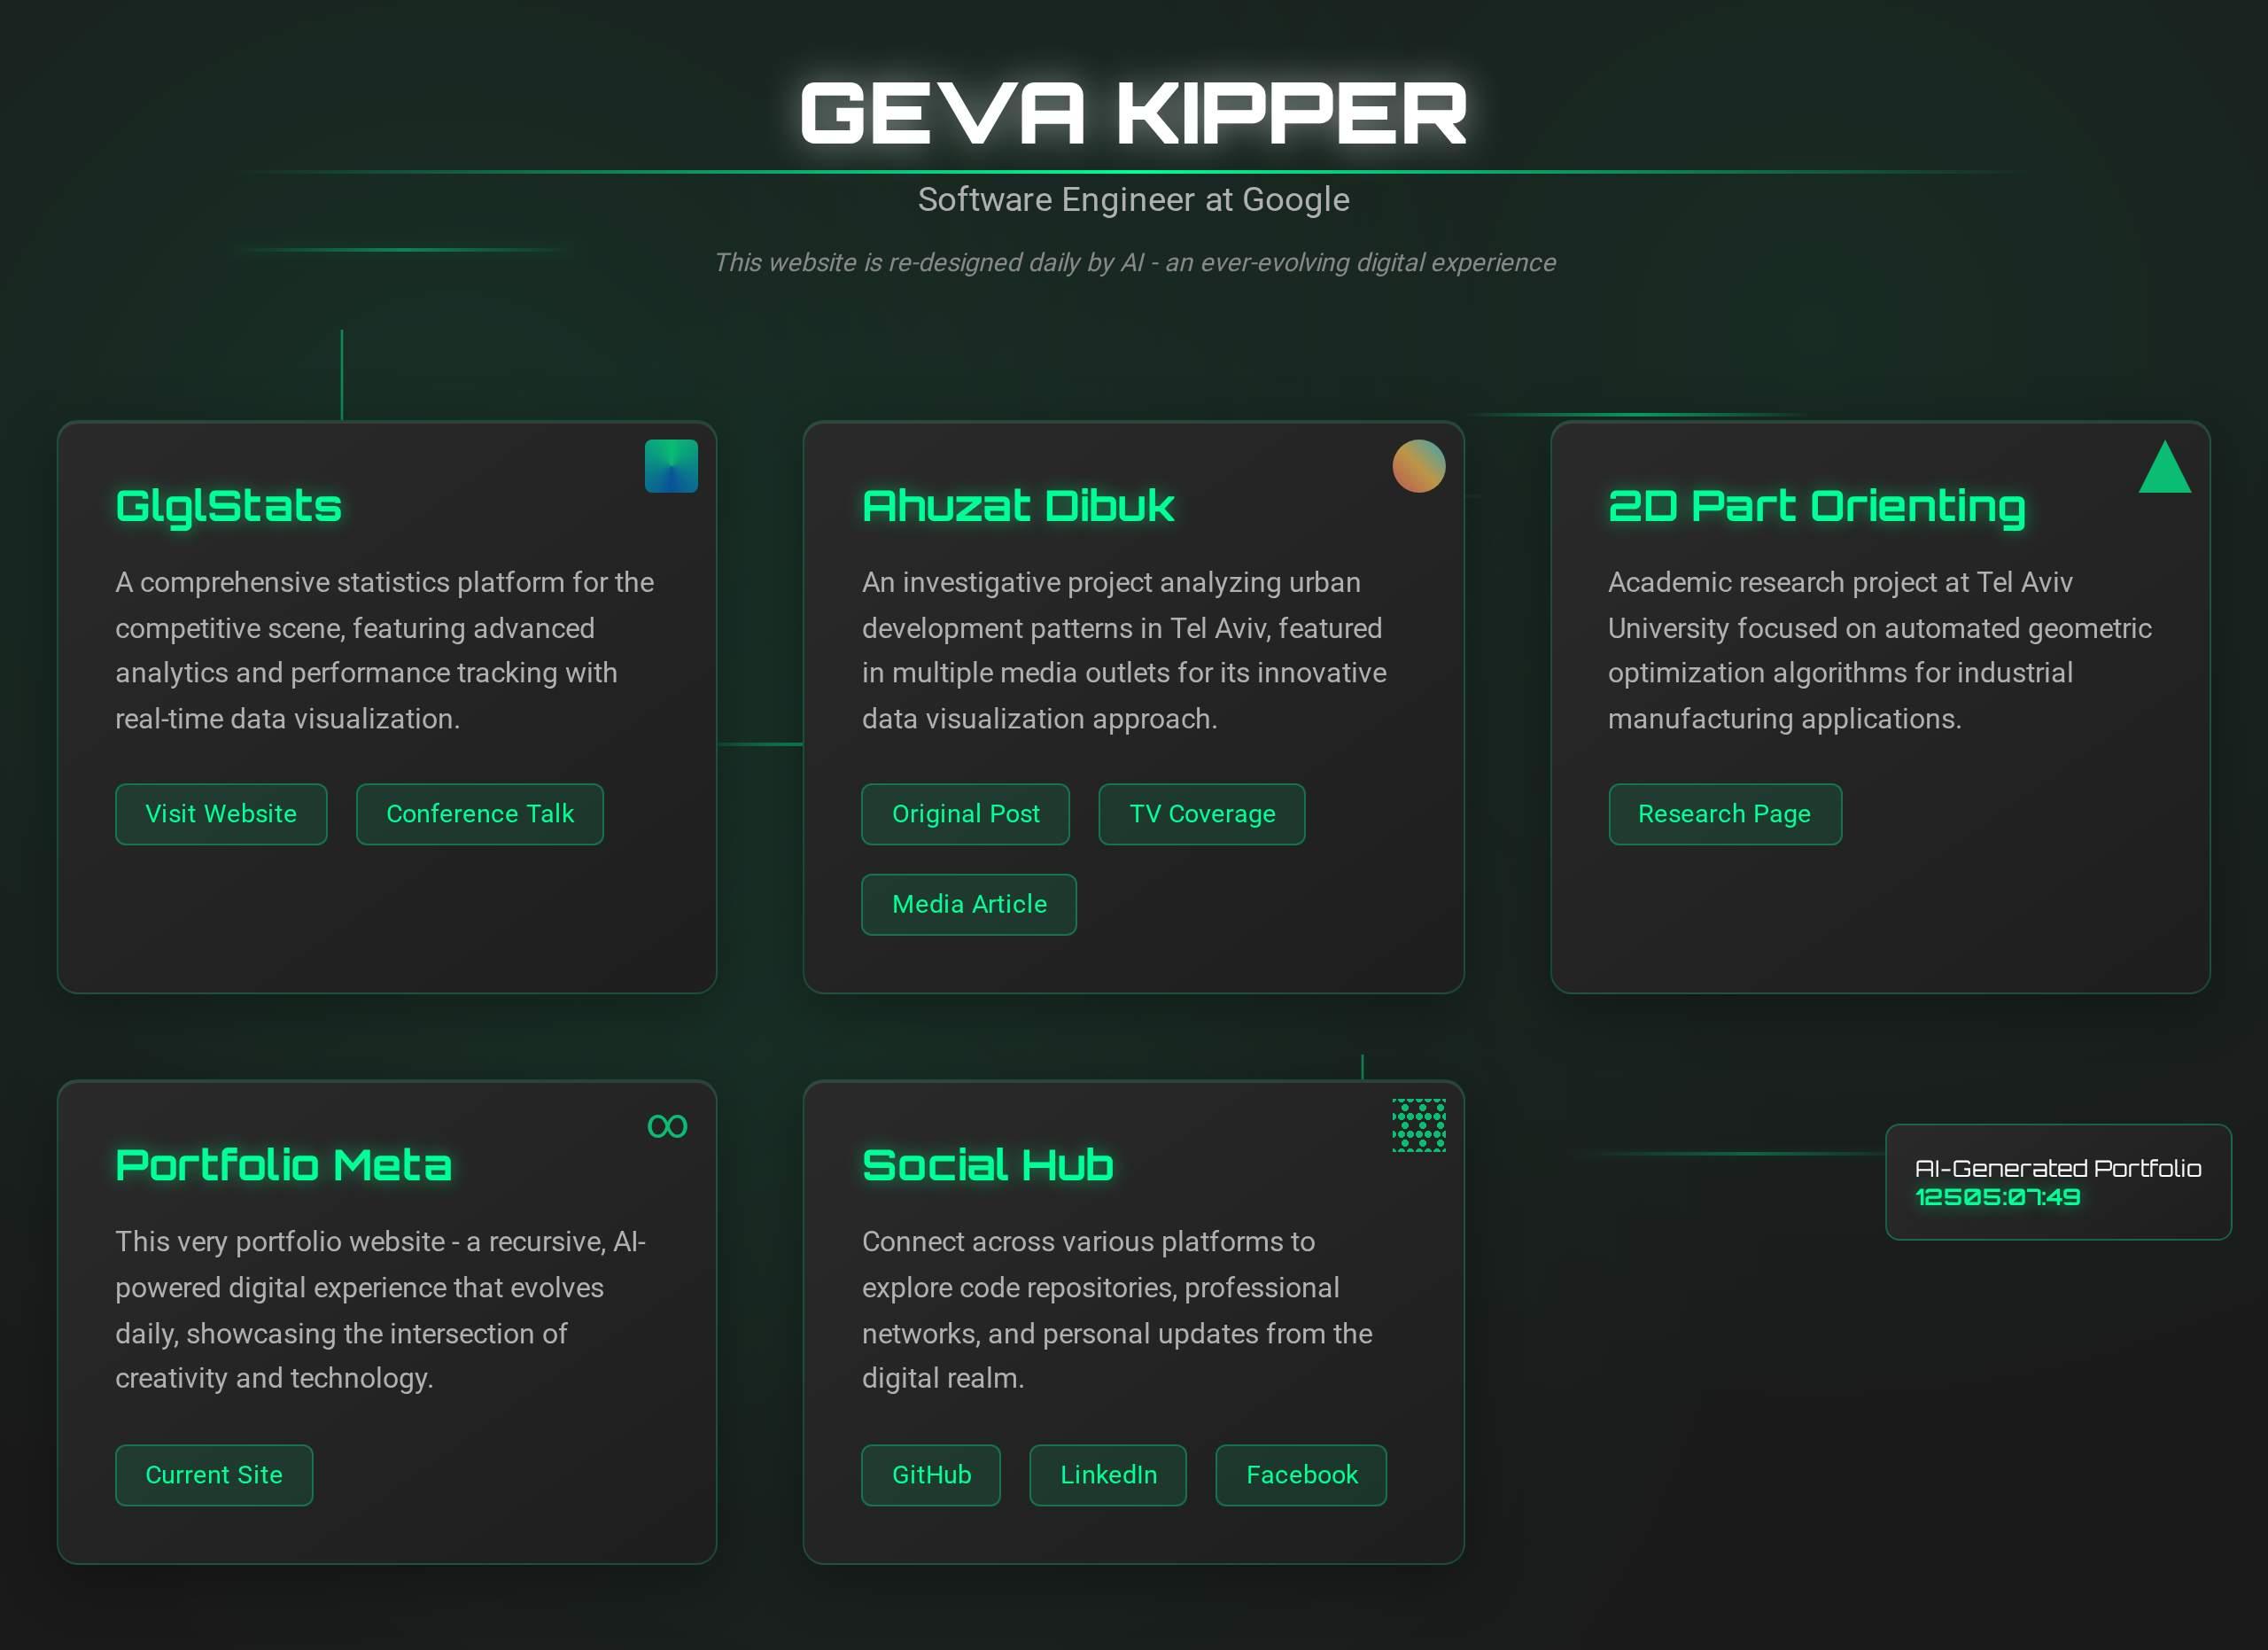 GEVA KIPPER
Software Engineer at Google
This website is re-designed daily by AI - an ever-evolving digital experience
GlglStats
A comprehensive statistics platform for the
competitive scene, featuring advanced
analytics and performance tracking with
real-time data visualization.
Visit Website
Conference Talk
Ahuzat Dibuk
An investigative project analyzing urban
development patterns in Tel Aviv, featured
in multiple media outlets for its innovative
data visualization approach.
Original Post
TV Coverage
Media Article
2D Part Orienting
Academic research project at Tel Aviv
University focused on automated geometric
optimization algorithms for industrial
manufacturing applications.
Research Page
Portfolio Meta
∞
This very portfolio website - a recursive, AI-
powered digital experience that evolves
daily, showcasing the intersection of
creativity and technology.
Current Site
Social Hub
Connect across various platforms to
explore code repositories, professional
networks, and personal updates from the
digital realm.
GitHub
LinkedIn
Facebook
AI-Generated Portfolio
12505:07:49